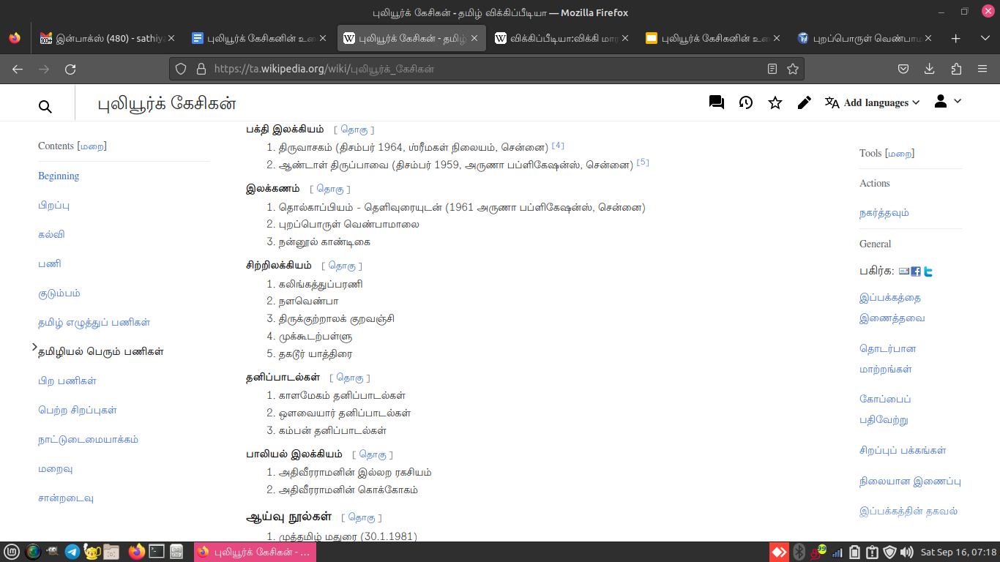 புலியூர்க் கேசிகன் - தமிழ் விக்கிப்பீடியா — Mozilla Firefox
இன்பாக்ஸ் (480) - sathiy
புலியூர்க் கேசிகனின் உரை
புலியூர்க் கேசிகன் - தமிழ்
விக்கிப்பீடியா:விக்கி மார
புலியூர்க் கேசிகனின் உரை
புறப்பொருள் வெண்பாம
https://ta.wikipedia.org/wiki/புலியூர்க்_கேசிகன்
புலியூர்க் கேசிகன்
Add languages
Contents [மறை]
Beginning
பிறப்பு
கல்வி
பணி
குடும்பம்
தமிழ் எழுத்துப் பணிகள்
தமிழியல் பெரும் பணிகள்
பிற பணிகள்
பெற்ற சிறப்புகள்
நாட்டுடைமையாக்கம்
மறைவு
சான்றடைவு
பக்தி இலக்கியம் [ தொகு ]
1. திருவாசகம் (திசம்பர் 1964, ஸ்ரீமகள் நிலையம், சென்னை) [4]
2. ஆண்டாள் திருப்பாவை (திசம்பர் 1959, அருணா பப்ளிகேஷன்ஸ், சென்னை) [5]
இலக்கணம் [ தொகு ]
1. தொல்காப்பியம் - தெளிவுரையுடன் (1961 அருணா பப்ளிகேஷன்ஸ், சென்னை)
2. புறப்பொருள் வெண்பாமாலை
3. நன்னூல் காண்டிகை
சிற்றிலக்கியம் [ தொகு ]
1. கலிங்கத்துப்பரணி
2. நளவெண்பா
3. திருக்குற்றாலக் குறவஞ்சி
4. முக்கூடற்பள்ளு
5. தகடூர் யாத்திரை
தனிப்பாடல்கள் [ தொகு ]
1. காளமேகம் தனிப்பாடல்கள்
2. ஔவையார் தனிப்பாடல்கள்
3. கம்பன் தனிப்பாடல்கள்
பாலியல் இலக்கியம் [ தொகு ]
1. அதிவீரராமனின் இல்லற ரகசியம்
2. அதிவீரராமனின் கொக்கோகம்
ஆய்வு நூல்கள் [ தொகு ]
1. முத்தமிழ் மதுரை (30.1.1981)
Tools [மறை]
Actions
நகர்த்தவும்
General
பகிர்க:
இப்பக்கத்தை
இணைத்தவை
தொடர்பான
மாற்றங்கள்
கோப்பைப்
பதிவேற்று
சிறப்புப் பக்கங்கள்
நிலையான இணைப்பு
இப்பக்கத்தின் தகவல்
புலியூர்க் கேசிகன் - ...
99
Sat Sep 16, 07:18